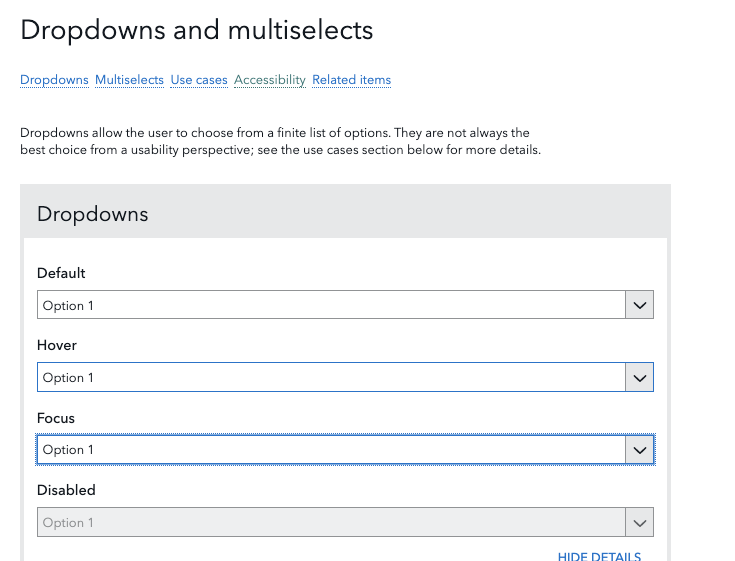 Dropdowns and multiselects
Dropdowns Multiselects Use cases Accessibility Related items
Dropdowns allow the user to choose from a finite list of options. They are not always the
best choice from a usability perspective; see the use cases section below for more details.
Dropdowns
Default
Option 1
Hover
Option 1
Focus
Option 1
Disabled
Option 1
HIDE DETAILS